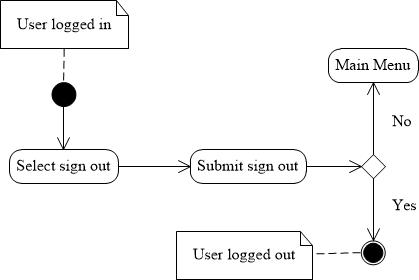 User logged in
Main Menu
No
Select sign out
Submit sign out
Yes
User logged out